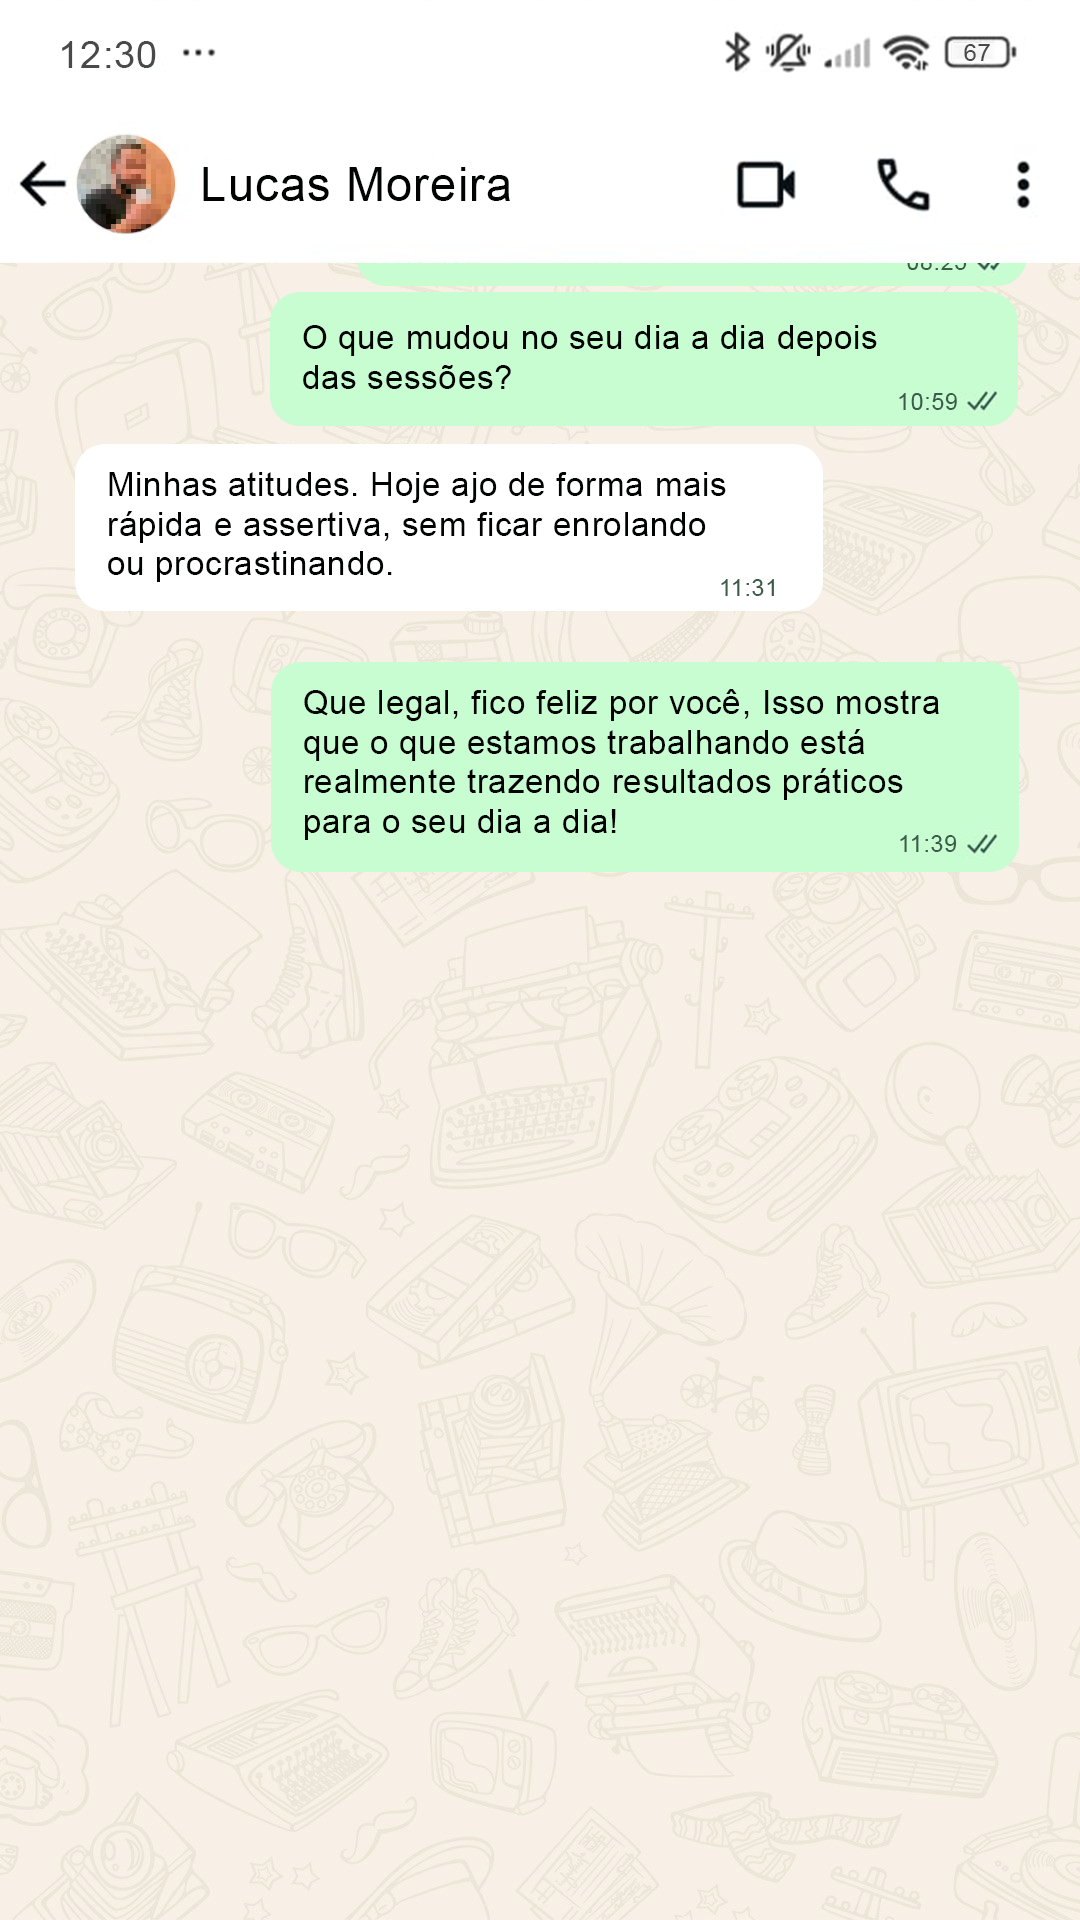 12:30 ...
67
Lucas Moreira
08:25
O que mudou no seu dia a dia depois
das sessões?
10:59
Minhas atitudes. Hoje ajo de forma mais
rápida e assertiva, sem ficar enrolando
ou procrastinando.
11:31
Que legal, fico feliz por você, Isso mostra
que o que estamos trabalhando está
realmente trazendo resultados práticos
para o seu dia a dia!
11:39